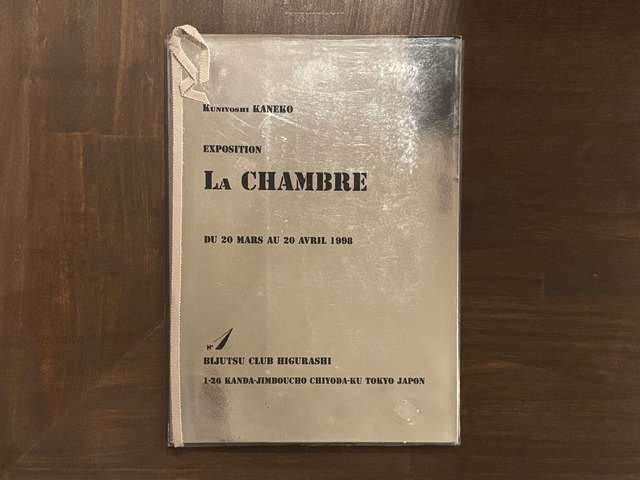 Kuniyoshi KANEKO
EXPOSITION
La CHAMBRE
DU 20 MARS AU 20 AVRIL 1998
N°
BIJUTSU CLUB HIGURASHI
1-26 KANDA-JIMBOUCHO CHIYODA-KU TOKYO JAPON